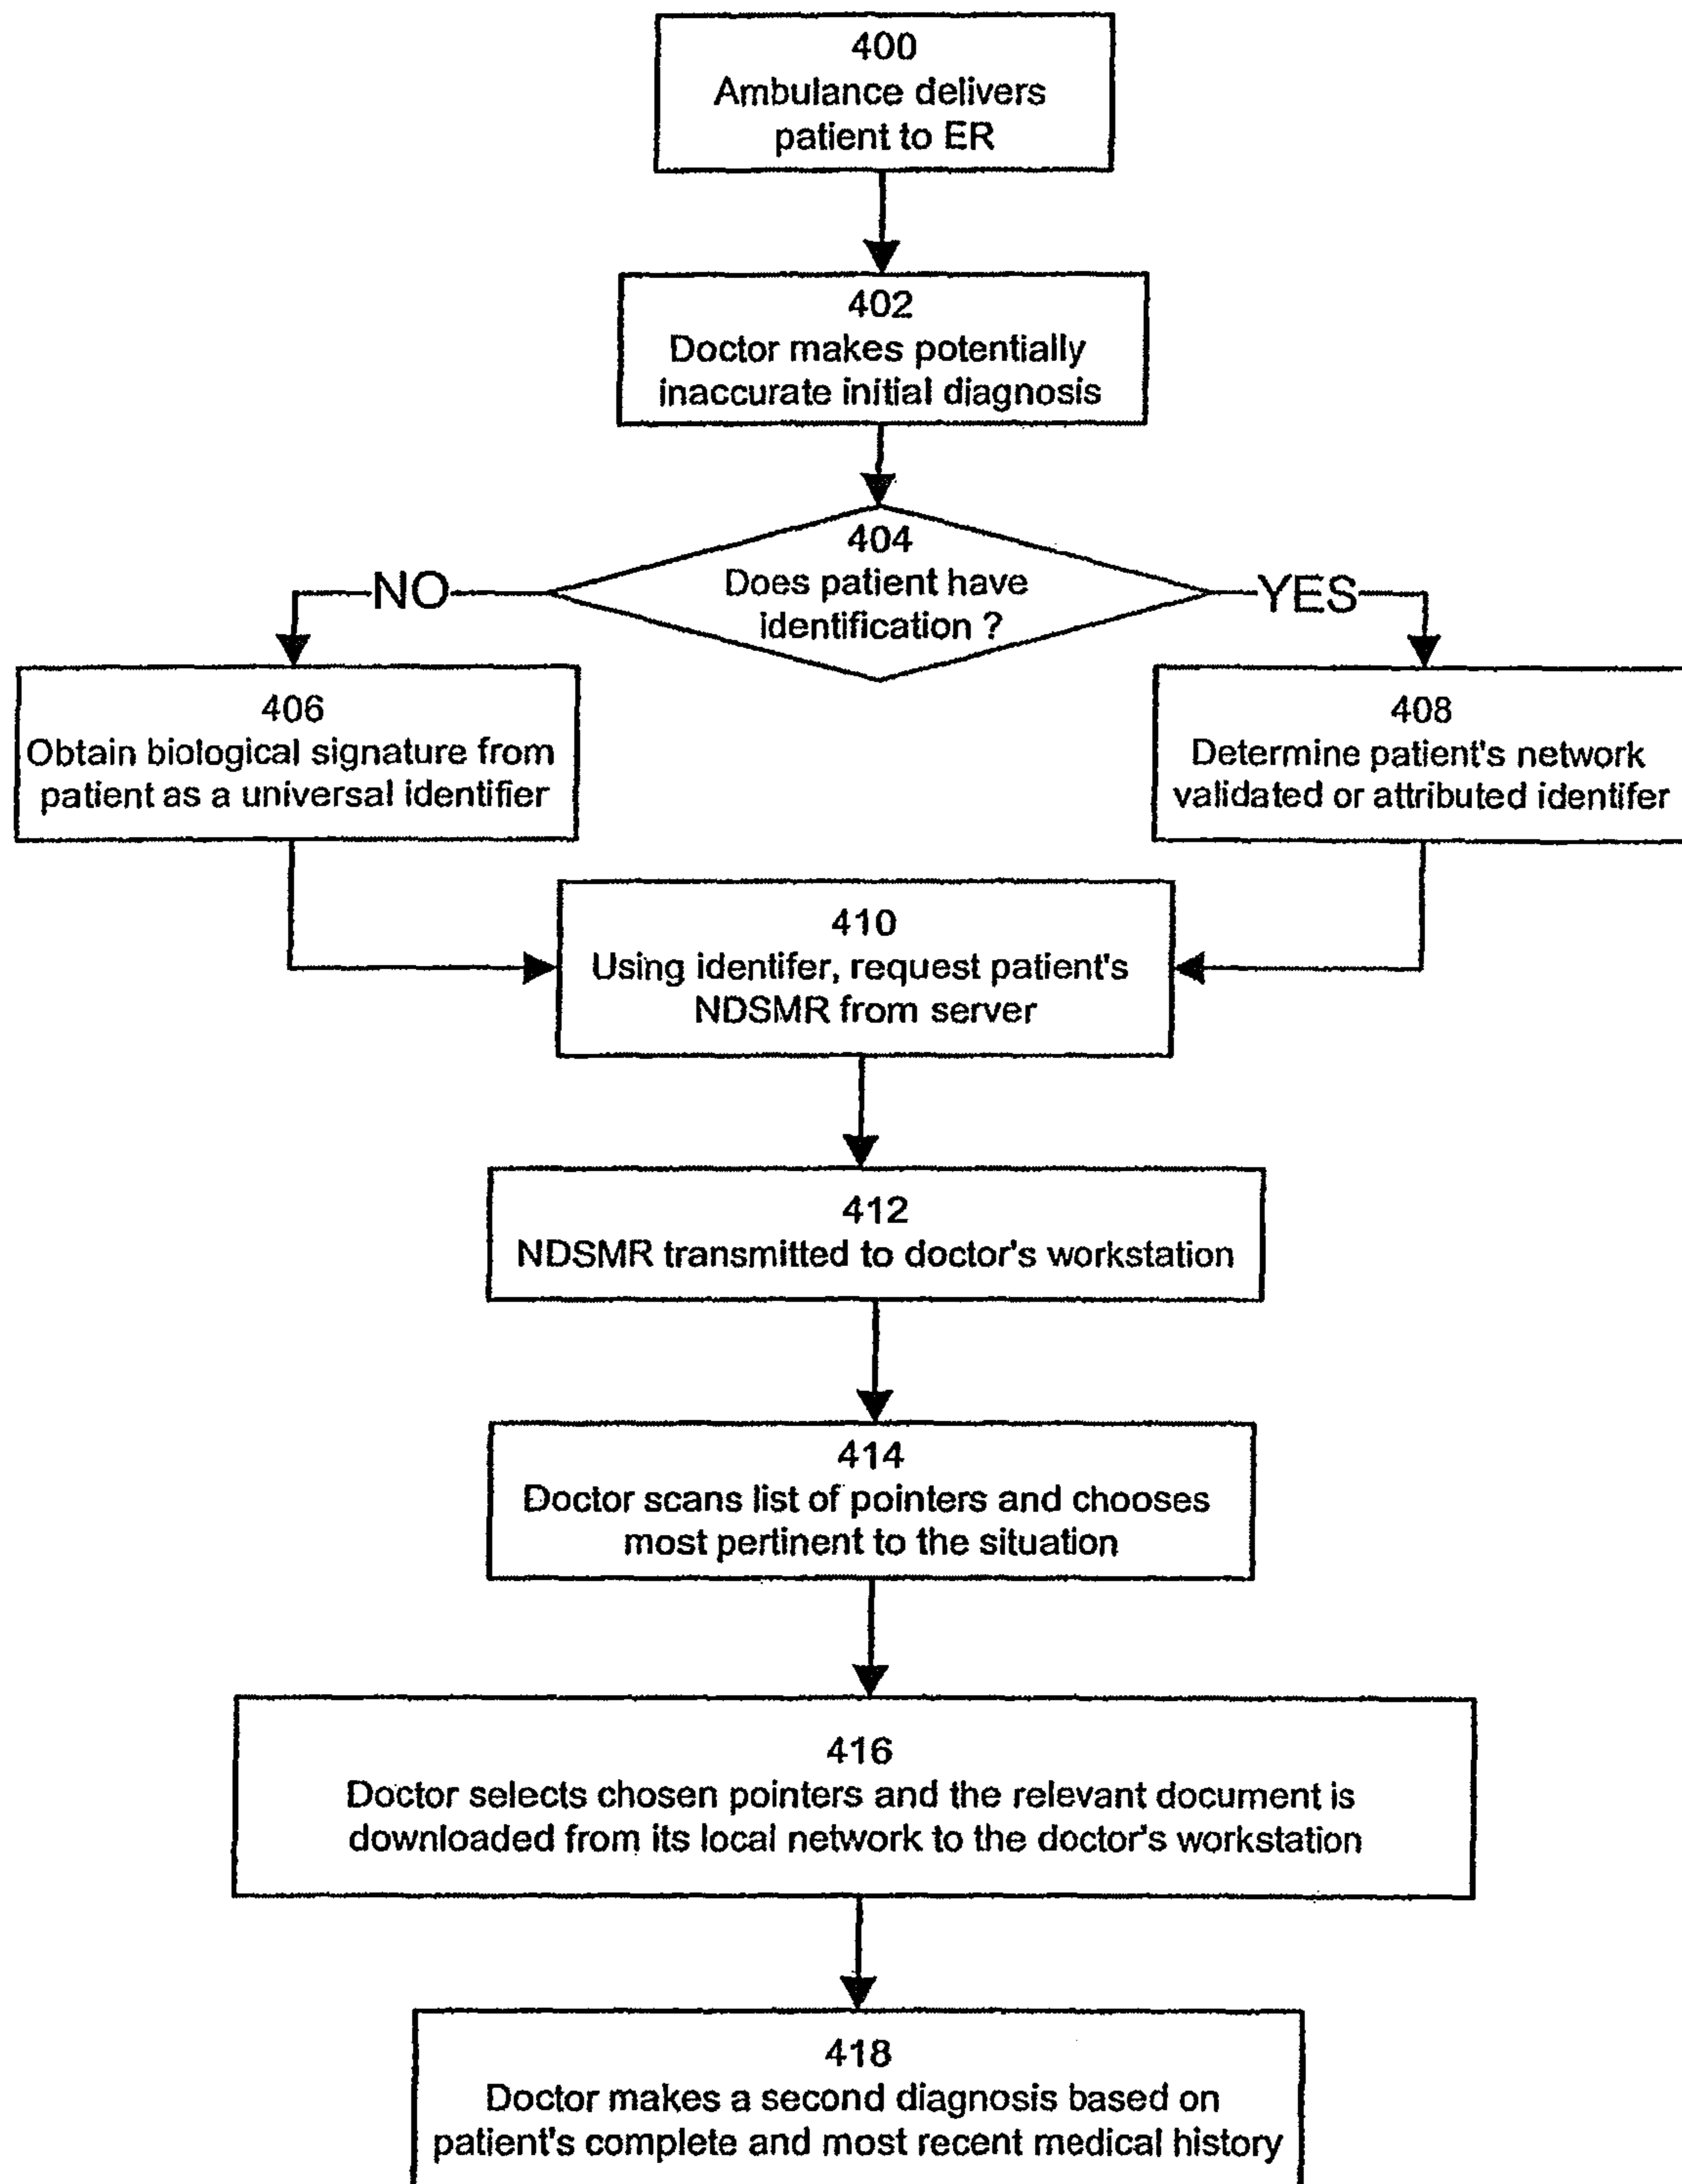 400
Ambulance delivers
patient to ER
402
Doctor makes potentially
inaccurate initial diagnosis
404
Does patient have
identification ?
NO
YES
406
Obtain biological signature from
patient as a universal identifier
408
Determine patient's network
validated or attributed identifer
410
Using identifer, request patient's
NDSMR from server
412
NDSMR transmitted to doctor's workstation
414
Doctor scans list of pointers and chooses
most pertinent to the situation
416
Doctor selects chosen pointers and the relevant document is
downloaded from its local network to the doctor's workstation
418
Doctor makes a second diagnosis based on
patient's complete and most recent medical history